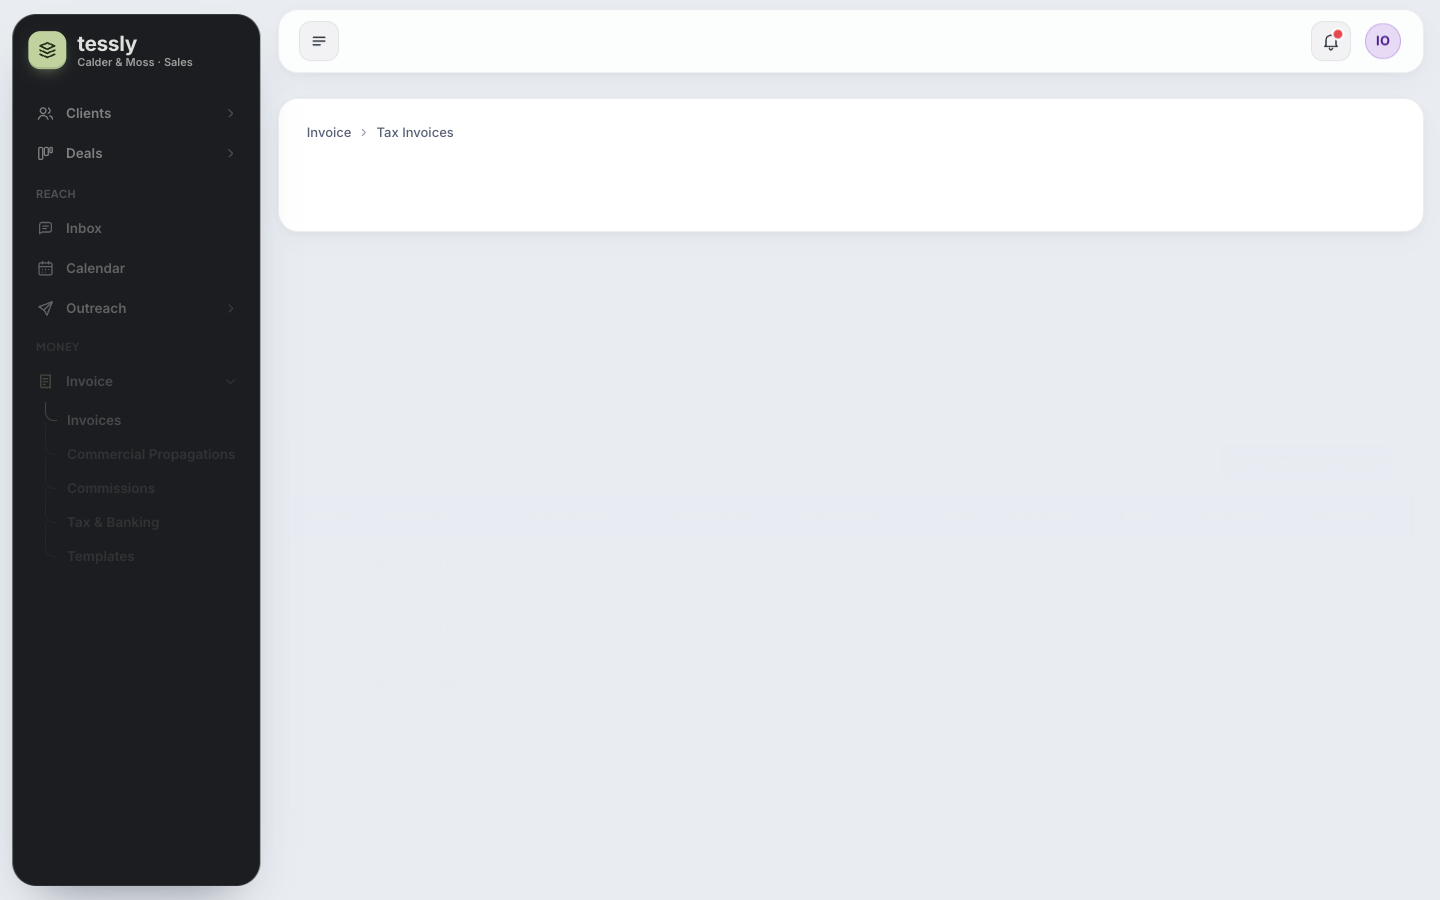 tessly
Calder & Moss · Sales
Clients
Deals
REACH
Inbox
Calendar
Outreach
MONEY
Invoice
Invoices
Commercial Propagations
Commissions
Tax & Banking
Templates
IO
Invoice > Tax Invoices